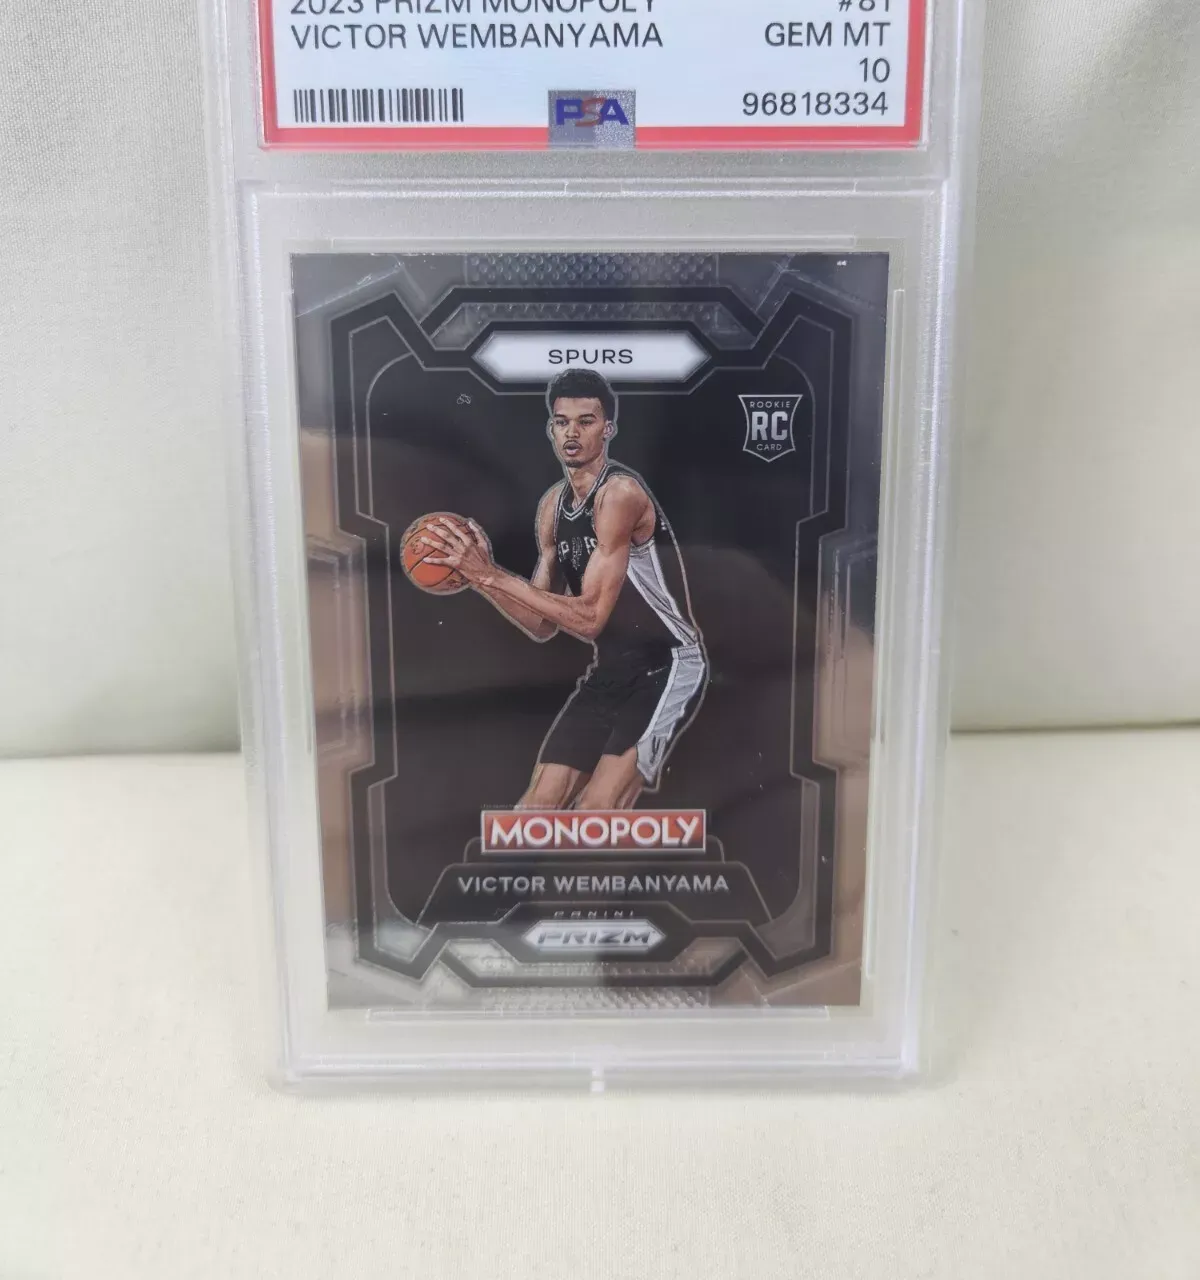 2023 PRIZM MONOPOLY #81
VICTOR WEMBANYAMA GEM MT
10
PSA 96818334
SPURS
ROOKIE
RC
CARD
MONOPOLY
VICTOR WEMBANYAMA
PANINI
PRIZM